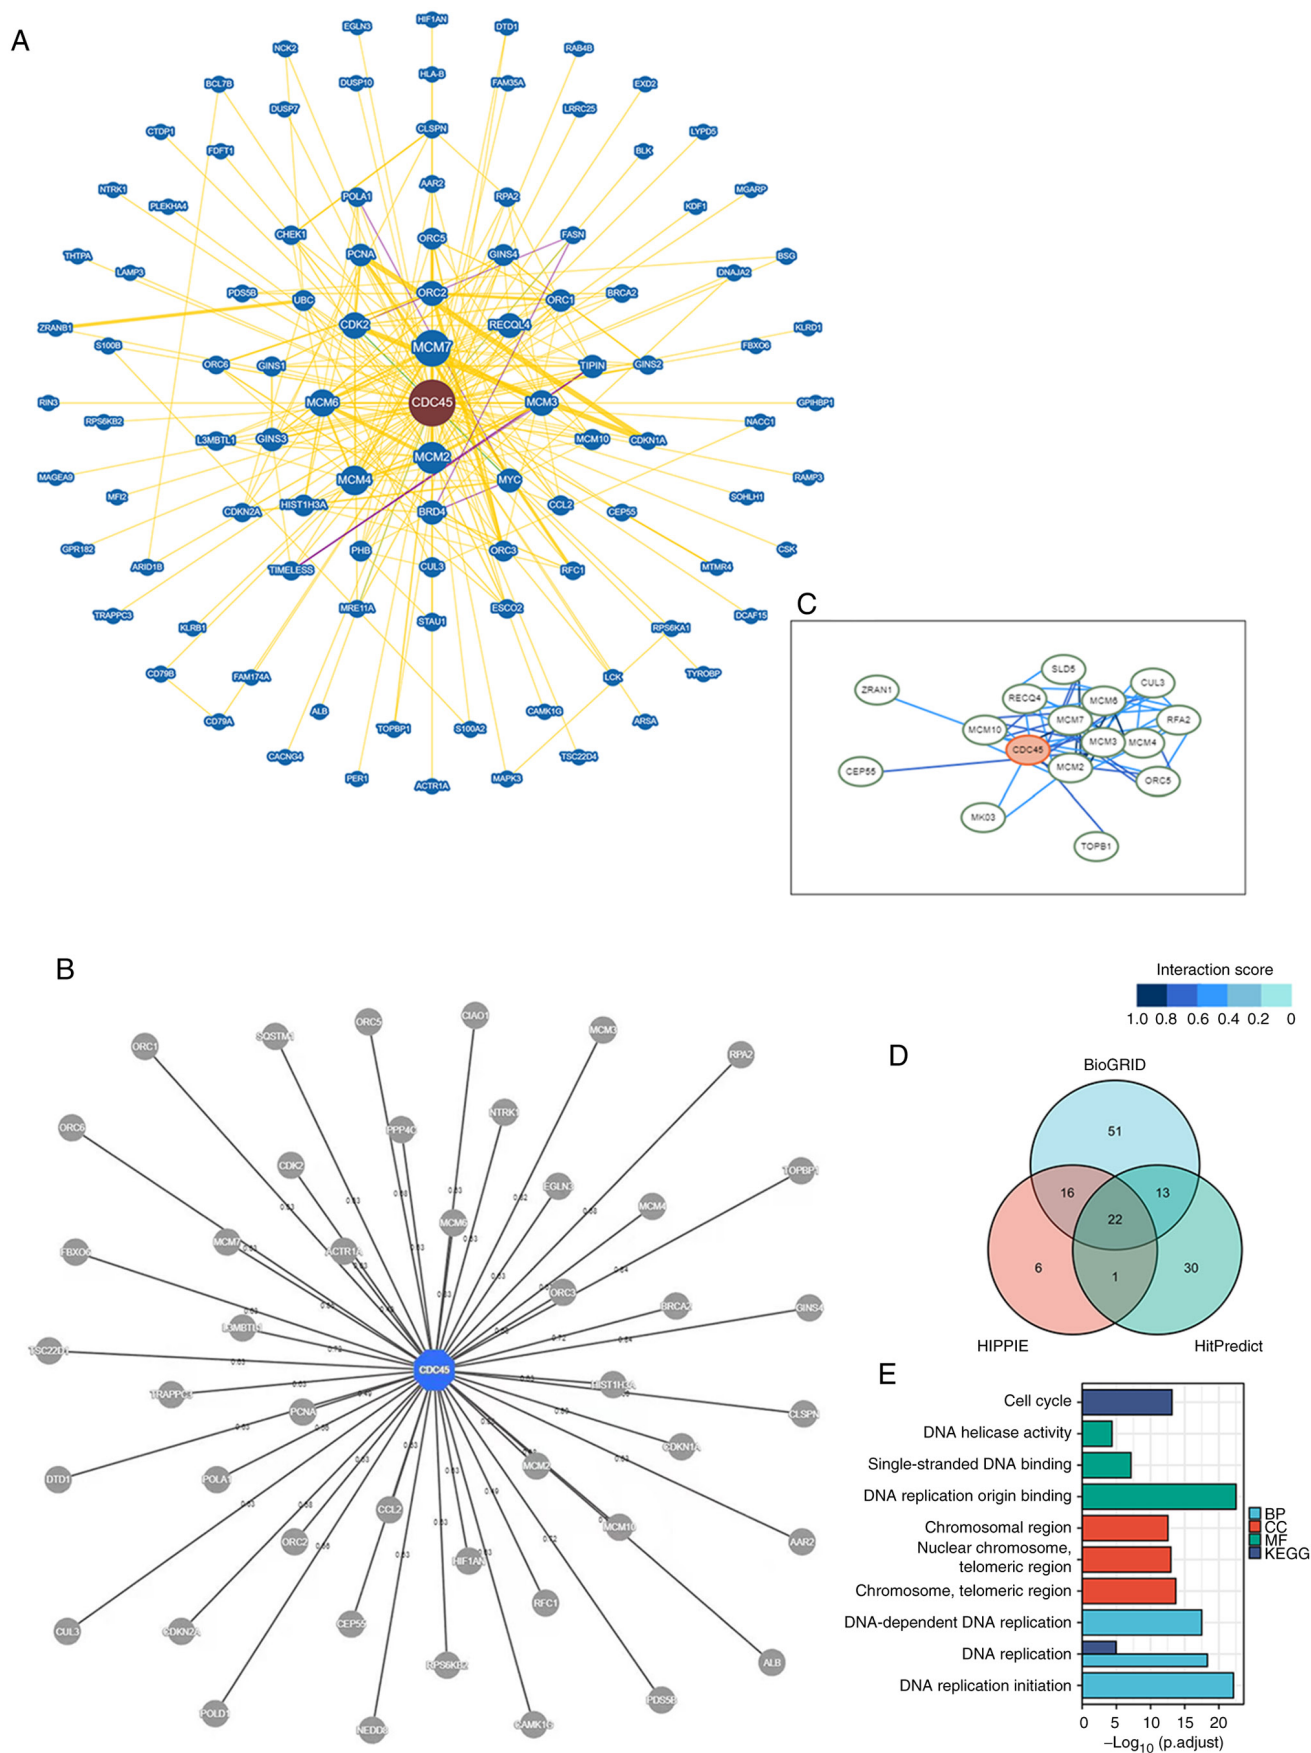 A
HIF1AN
EGLN3
DTD1
NCK2
RAB4B
HLA-B
BCL7B
DUSP10
FAM35A
EXD2
DUSP7
LRRC25
CTDP1
CLSPN
LYPD5
FDFT1
BLK
NTRK1
AAR2
MGARP
POLA1
RPA2
PLEKHA4
KDF1
CHEK1
ORC5
FASN
THTPA
PCNA
GINS4
BSG
LAMP3
DNAJA2
PDS5B
UBC
ORC2
ORC1
BRCA2
ZRANB1
CDK2
RECQL4
KLRD1
S100B
MCM7
FBXO6
ORC6
GINS1
TIPIN
GINS2
RIN3
MCM6
CDC45
MCM3
GPIHBP1
RPS6KB2
NACC1
L3MBTL1
GINS3
MCM10
CDKN1A
MCM2
MAGEA9
MCM4
MYC
RAMP3
MFI2
SOHLH1
CDKN2A
HIST1H3A
BRD4
CCL2
CEP55
GPR182
PHB
ORC3
CSK
ARID1B
TIMELESS
CUL3
RFC1
MTMR4
TRAPPC3
MRE11A
ESCO2
DCAF15
KLRB1
STAU1
RPS6KA1
CD79B
FAM174A
LCK
TYROBP
CD79A
ALB
CAMK1G
ARSA
TOPBP1
S100A2
CACNG4
TSC22D4
PER1
MAPK3
ACTR1A
C
SLD5
ZRAN1
RECQ4
MCM6
CUL3
MCM10
MCM7
RFA2
CDC45
MCM3
MCM4
CEP55
MCM2
ORC5
MK03
TOPB1
B
CIAO1
ORC5
SQSTM1
MCM3
ORC1
RPA2
NTRK1
ORC6
PPP4C
CDK2
TOPBP1
EGLN3
MCM4
MCM6
MCM7
ACTR1A
FBXO6
ORC3
BRCA2
GINS4
L3MBTL1
TSC22D1
CDC45
HIST1H3A
TRAPPC3
PCNA
CLSPN
CDKN1A
DTD1
POLA1
MCM2
CCL2
MCM10
ORC2
AAR2
HIF1AN
RFC1
CUL3
CDKN2A
CEP55
RPS6KB2
ALB
POLD1
PDS5B
NEDD8
CAMK1G
Interaction score
1.0 0.8 0.6 0.4 0.2 0
D
BioGRID
51
16
13
22
6
1
30
HIPPIE
HitPredict
E
Cell cycle
DNA helicase activity
Single-stranded DNA binding
DNA replication origin binding
Chromosomal region
Nuclear chromosome,
telomeric region
Chromosome, telomeric region
DNA-dependent DNA replication
DNA replication
DNA replication initiation
BP
CC
MF
KEGG
0 5 10 15 20
−Log10 (p.adjust)